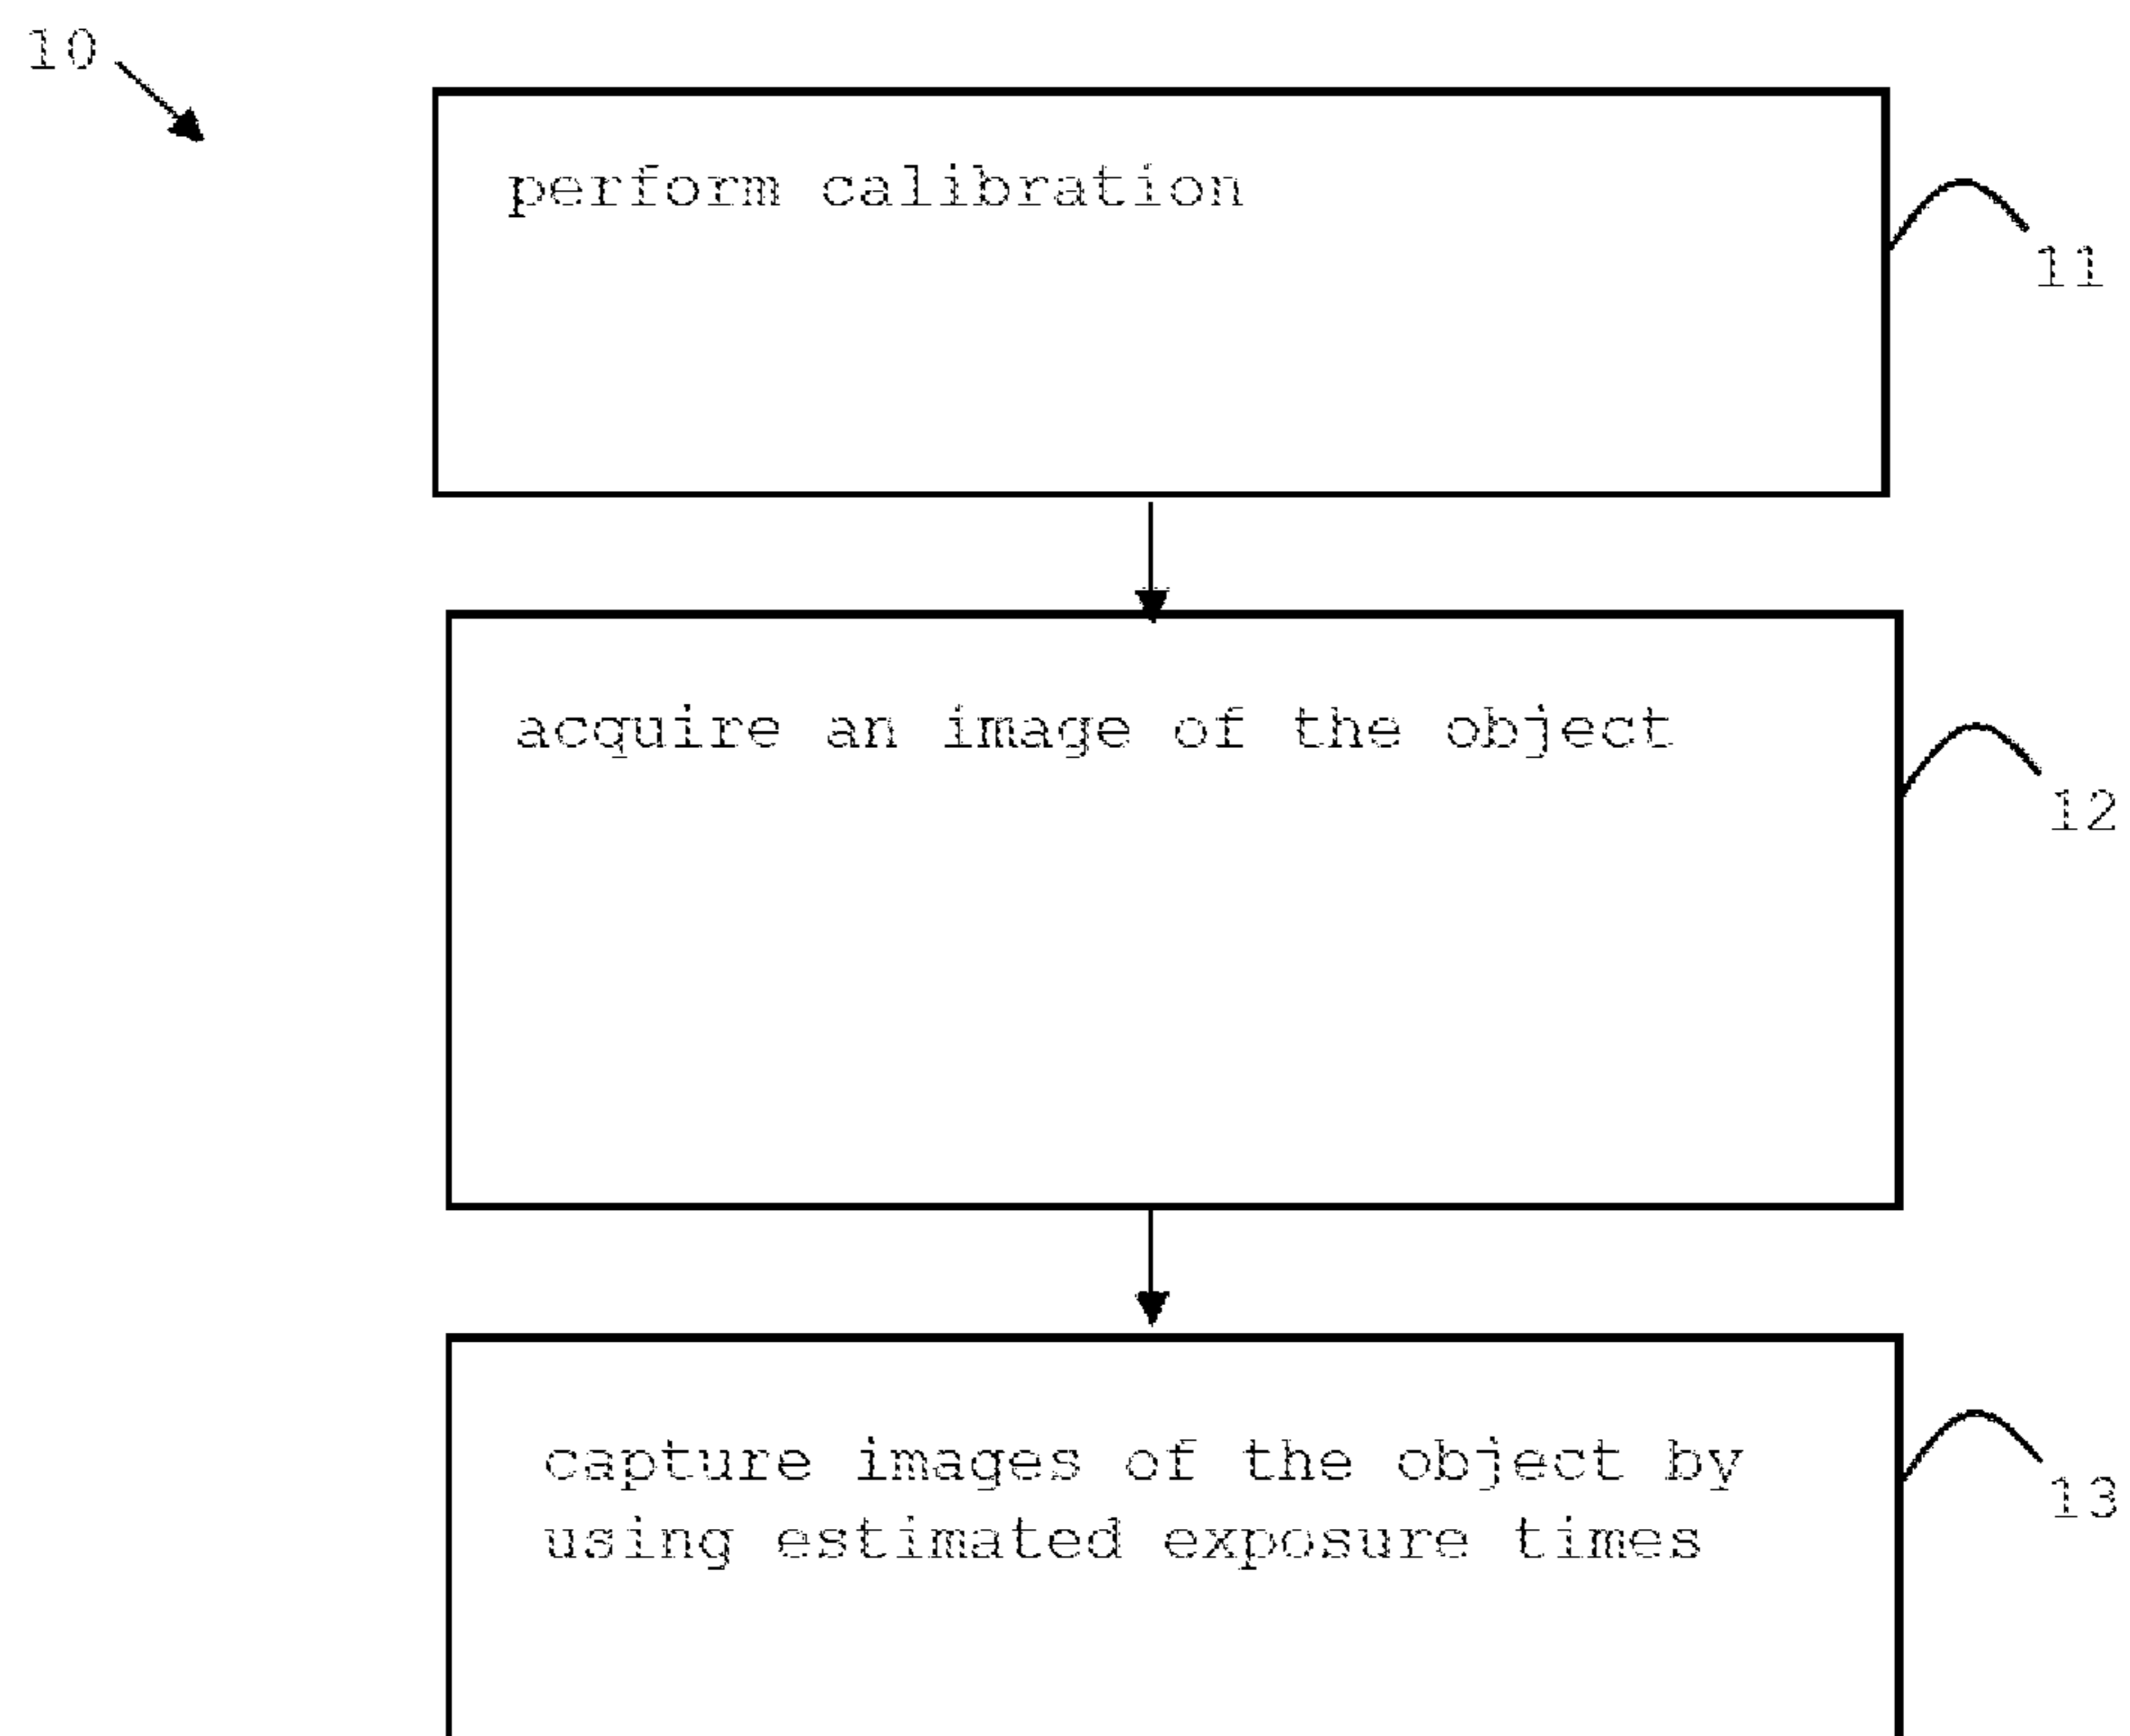 10
perform calibration
11
acquire an image of the object
12
capture images of the object by
using estimated exposure times
13